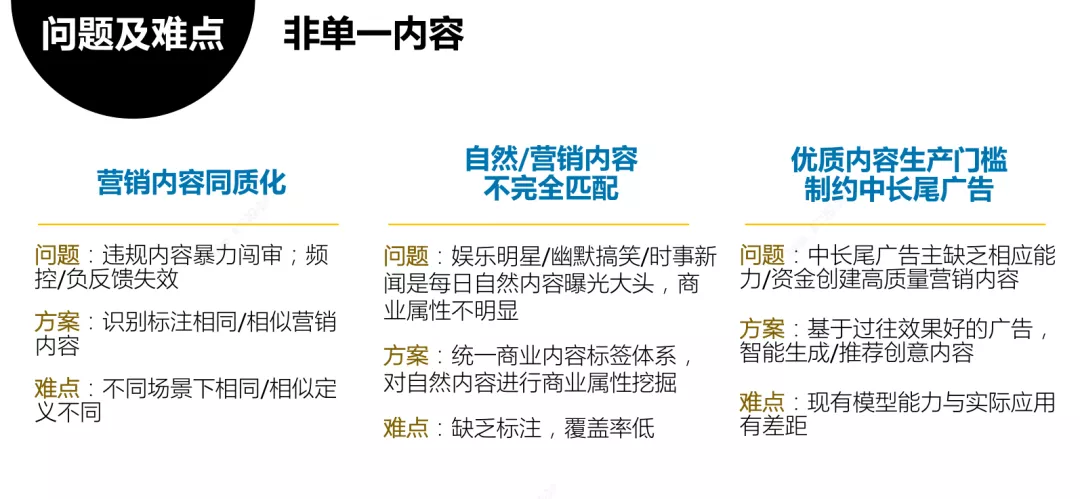 问题及难点
非单一内容
营销内容同质化
问题：违规内容暴力闯审；频
控/负反馈失效
方案：识别标注相同/相似营销
内容
难点：不同场景下相同/相似定
义不同
自然/营销内容
不完全匹配
问题：娱乐明星/幽默搞笑/时事新
闻是每日自然内容曝光大头，商
业属性不明显
方案：统一商业内容标签体系，
对自然内容进行商业属性挖掘
难点：缺乏标注，覆盖率低
优质内容生产门槛
制约中长尾广告
问题：中长尾广告主缺乏相应能
力/资金创建高质量营销内容
方案：基于过往效果好的广告，
智能生成/推荐创意内容
难点：现有模型能力与实际应用
有差距